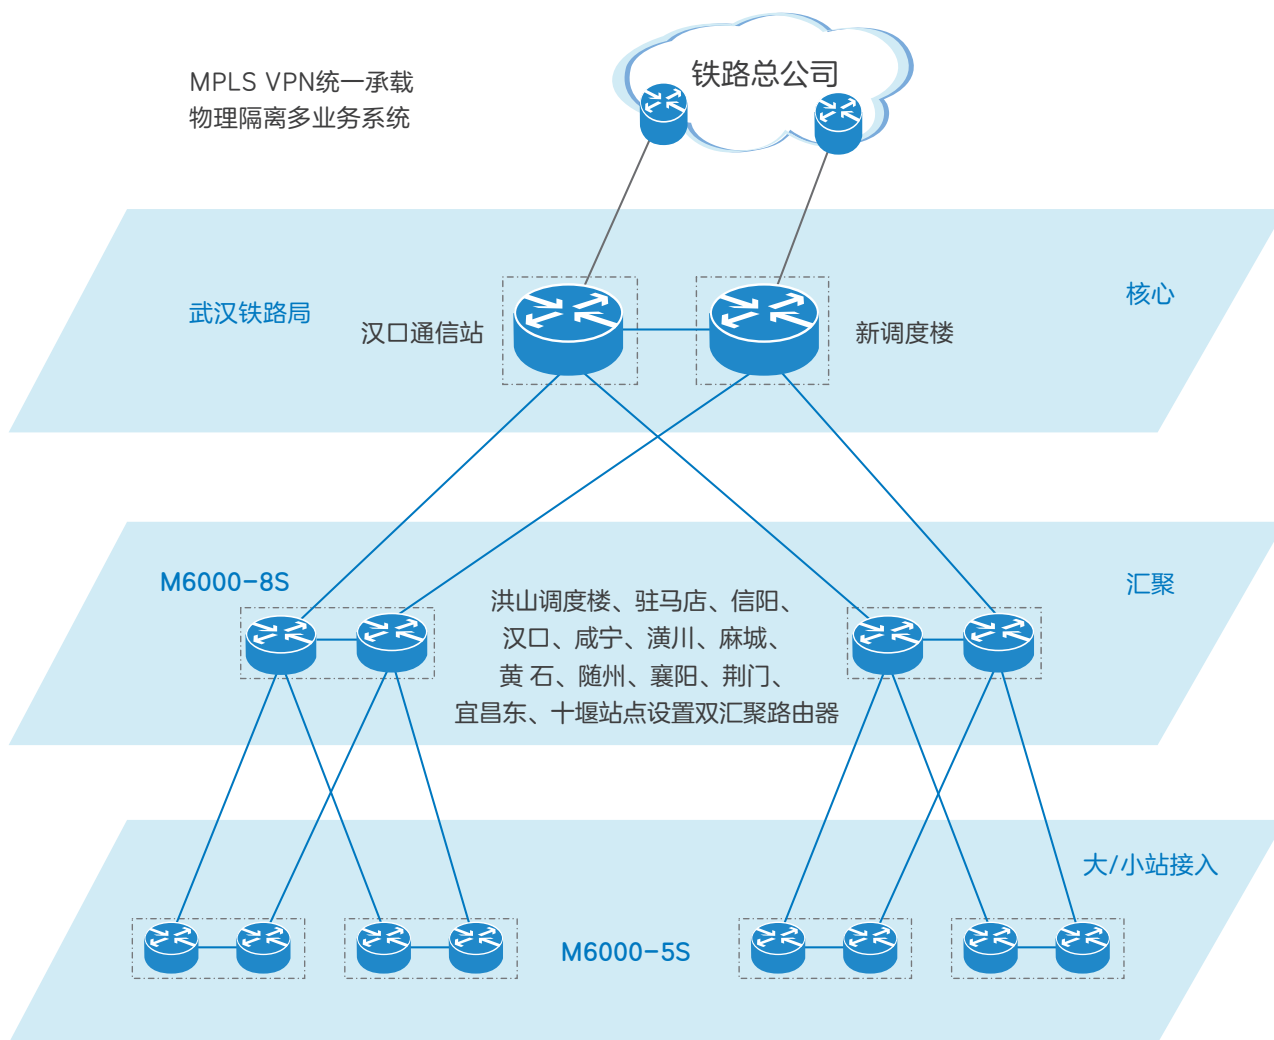 MPLS VPN统一承载
物理隔离多业务系统
铁路总公司
武汉铁路局
汉口通信站
新调度楼
核心
M6000-8S
汇聚
洪山调度楼、驻马店、信阳、
汉口、咸宁、潢川、麻城、
黄 石、随州、襄阳、荆门、
宜昌东、十堰站点设置双汇聚路由器
大/小站接入
M6000-5S